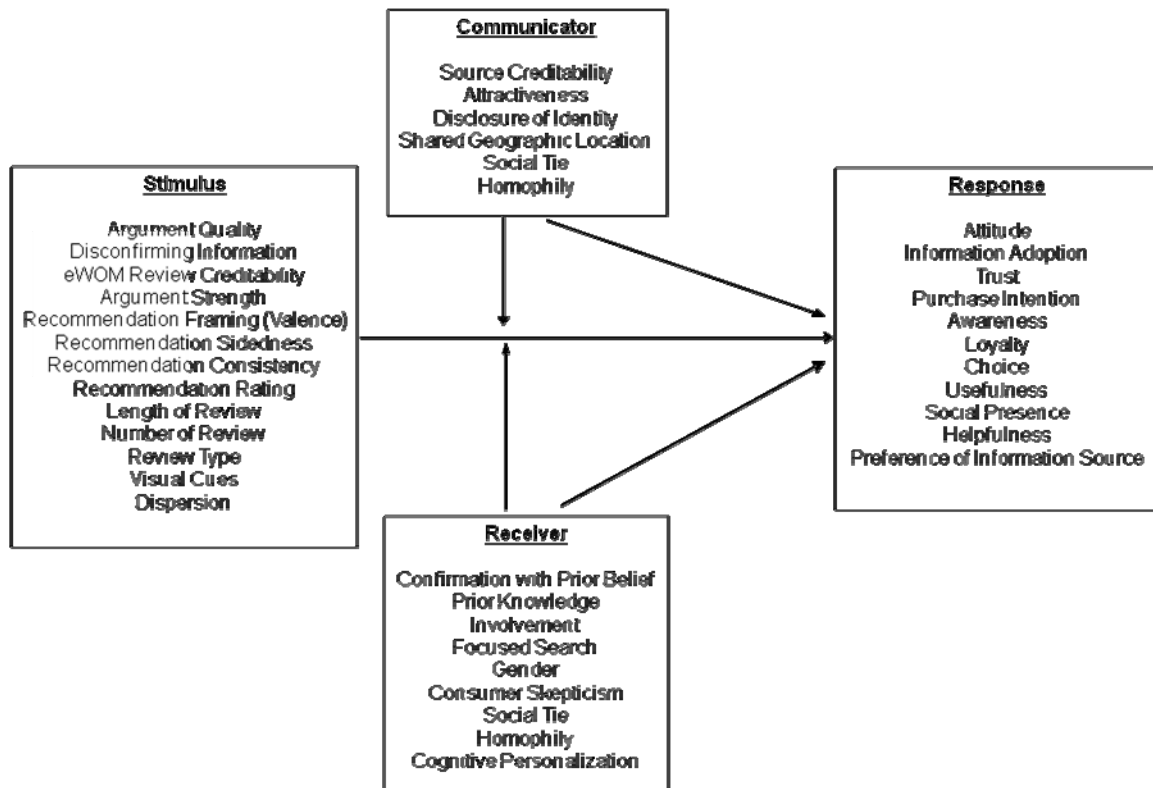 Communicator
Source Creditability
Attractiveness
Disclosure of Identity
Shared Geographic Location
Social Tie
Homophily
Stimulus
Argument Quality
Disconfirming Information
eWOM Review Creditability
Argument Strength
Recommendation Framing (Valence)
Recommendation Sidedness
Recommendation Consistency
Recommendation Rating
Length of Review
Number of Review
Review Type
Visual Cues
Dispersion
Response
Attitude
Information Adoption
Trust
Purchase Intention
Awareness
Loyalty
Choice
Usefulness
Social Presence
Helpfulness
Preference of Information Source
Receiver
Confirmation with Prior Belief
Prior Knowledge
Involvement
Focused Search
Gender
Consumer Skepticism
Social Tie
Homophily
Cognitive Personalization